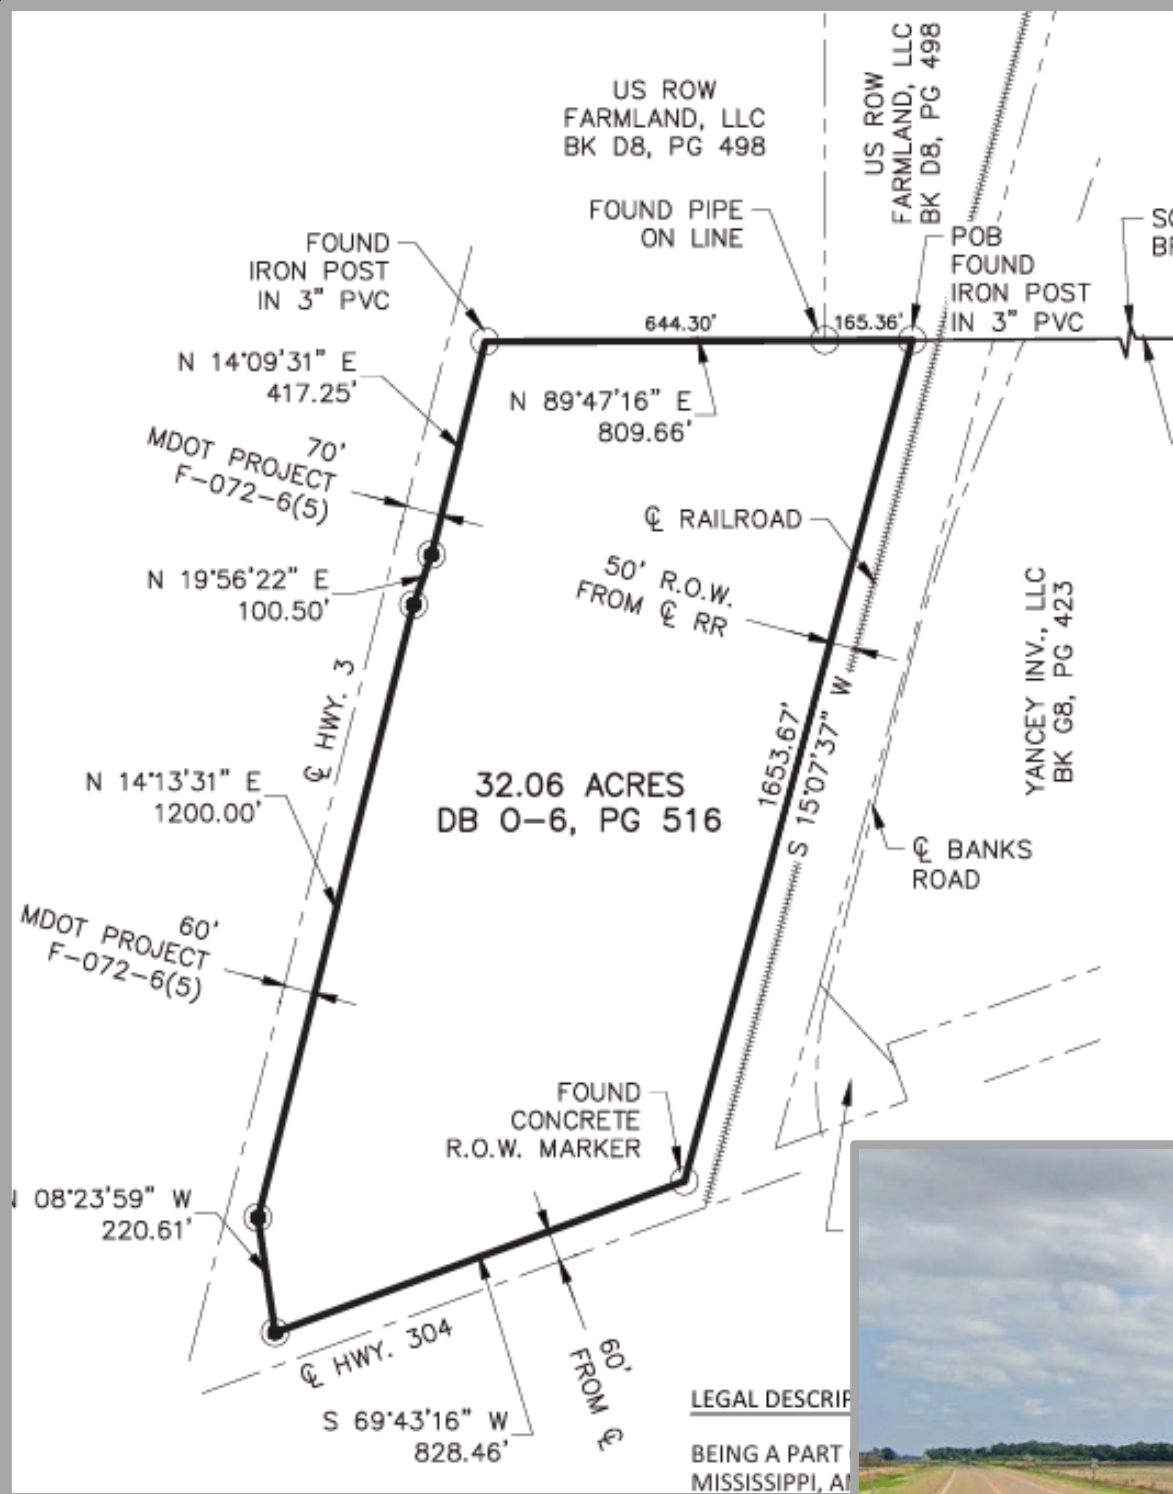 US ROW
FARMLAND, LLC
BK D8, PG 498
US ROW
FARMLAND, LLC
BK D8, PG 498
FOUND PIPE
ON LINE
FOUND
IRON POST
IN 3" PVC
POB
FOUND
IRON POST
IN 3" PVC
644.30'
165.36'
N 14°09'31" E
417.25'
N 89°47'16" E
809.66'
70'
MDOT PROJECT
F-072-6(5)
℄ RAILROAD
N 19°56'22" E
100.50'
50' R.O.W.
FROM ℄ RR
YANCEY INV., LLC
BK G8, PG 423
℄ HWY. 3
1653.67'
S 15°07'37" W
N 14°13'31" E
1200.00'
32.06 ACRES
DB O-6, PG 516
℄ BANKS
ROAD
60'
MDOT PROJECT
F-072-6(5)
FOUND
CONCRETE
R.O.W. MARKER
08°23'59" W
220.61'
℄ HWY. 304
60'
FROM ℄
S 69°43'16" W
828.46'
LEGAL DESCRIP
BEING A PART
MISSISSIPPI,